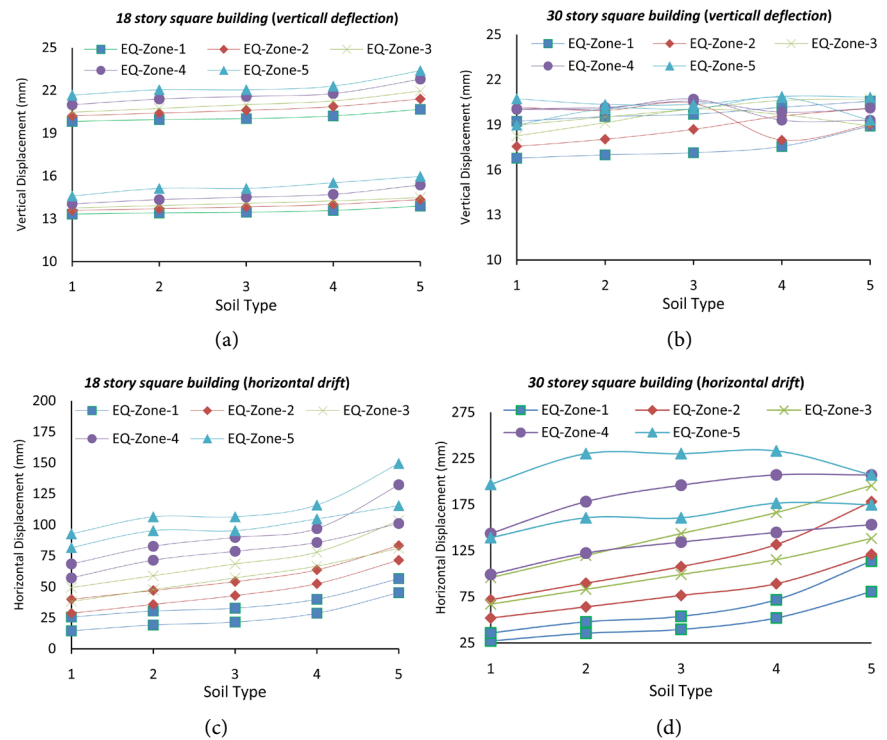 18 story square building (verticall deflection)
EQ-Zone-1 EQ-Zone-2 EQ-Zone-3
EQ-Zone-4 EQ-Zone-5
Vertical Displacement (mm)
25
22
19
16
13
10
1 2 3 4 5
Soil Type
(a)
30 storey square building (vertical deflection)
EQ-Zone-1 EQ-Zone-2 EQ-Zone-3
EQ-Zone-4 EQ-Zone-5
Vertical Displacement (mm)
25
22
19
16
13
10
1 2 3 4 5
Soil Type
(b)
18 story square building (horizontal drift)
EQ-Zone-1 EQ-Zone-2 EQ-Zone-3
EQ-Zone-4 EQ-Zone-5
Horizontal Displacement (mm)
200
175
150
125
100
75
50
25
0
1 2 3 4 5
Soil Type
(c)
30 storey square building (horizontal drift)
EQ-Zone-1 EQ-Zone-2 EQ-Zone-3
EQ-Zone-4 EQ-Zone-5
Horizontal Displacement (mm)
275
225
175
125
75
25
1 2 3 4 5
Soil Type
(d)